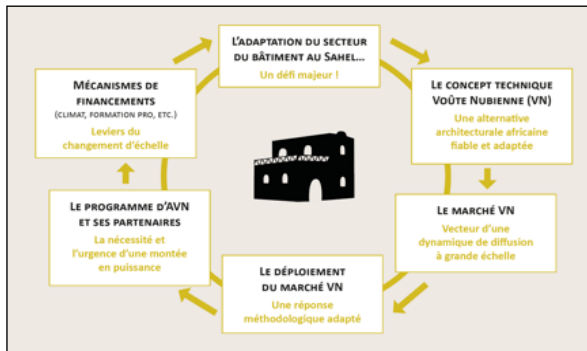 L'ADAPTATION DU SECTEUR
DU BÂTIMENT AU SAHEL...
Un défi majeur !
LE CONCEPT TECHNIQUE
VOÛTE NUBIENNE (VN)
Une alternative
architecturale africaine
fiable et adaptée
LE MARCHÉ VN
Vecteur d'une
dynamique de diffusion
à grande échelle
LE DÉPLOIEMENT
DU MARCHÉ VN
Une réponse
méthodologique adapté
LE PROGRAMME D'AVN
ET SES PARTENAIRES
La nécessité et
l'urgence d'une montée
en puissance
MÉCANISMES DE
FINANCEMENTS
(CLIMAT, FORMATION PRO, ETC.)
Leviers du
changement d'échelle